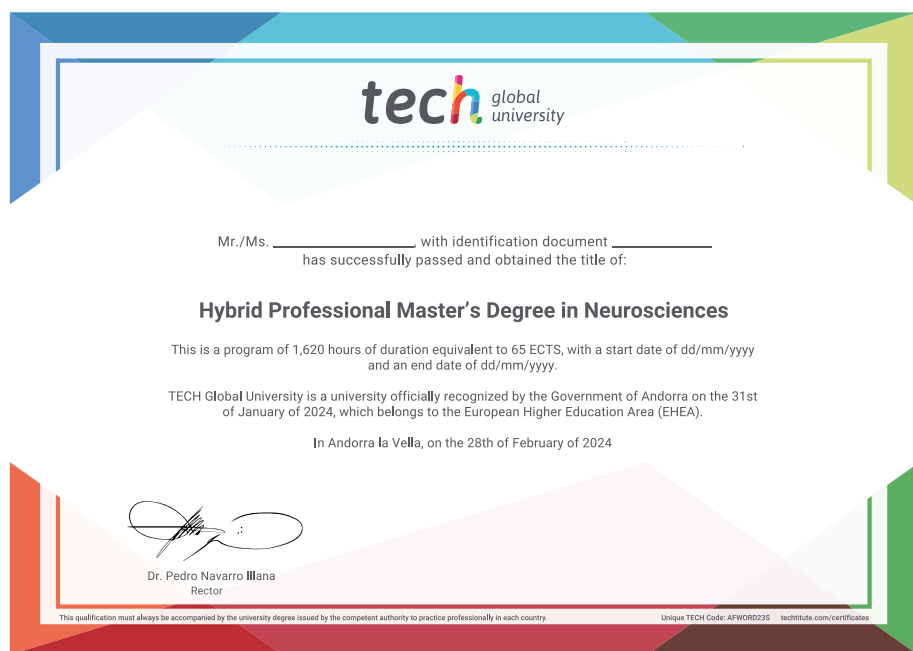 tech global
university
Mr./Ms. ____________, with identification document ____________
has successfully passed and obtained the title of:
Hybrid Professional Master’s Degree in Neurosciences
This is a program of 1,620 hours of duration equivalent to 65 ECTS, with a start date of dd/mm/yyyy
and an end date of dd/mm/yyyy.
TECH Global University is a university officially recognized by the Government of Andorra on the 31st
of January of 2024, which belongs to the European Higher Education Area (EHEA).
In Andorra la Vella, on the 28th of February of 2024
Dr. Pedro Navarro Illana
Rector
This qualification must always be accompanied by the university degree issued by the competent authority to practice professionally in each country.
Unique TECH Code: AFWORD23S techtitute.com/certificates